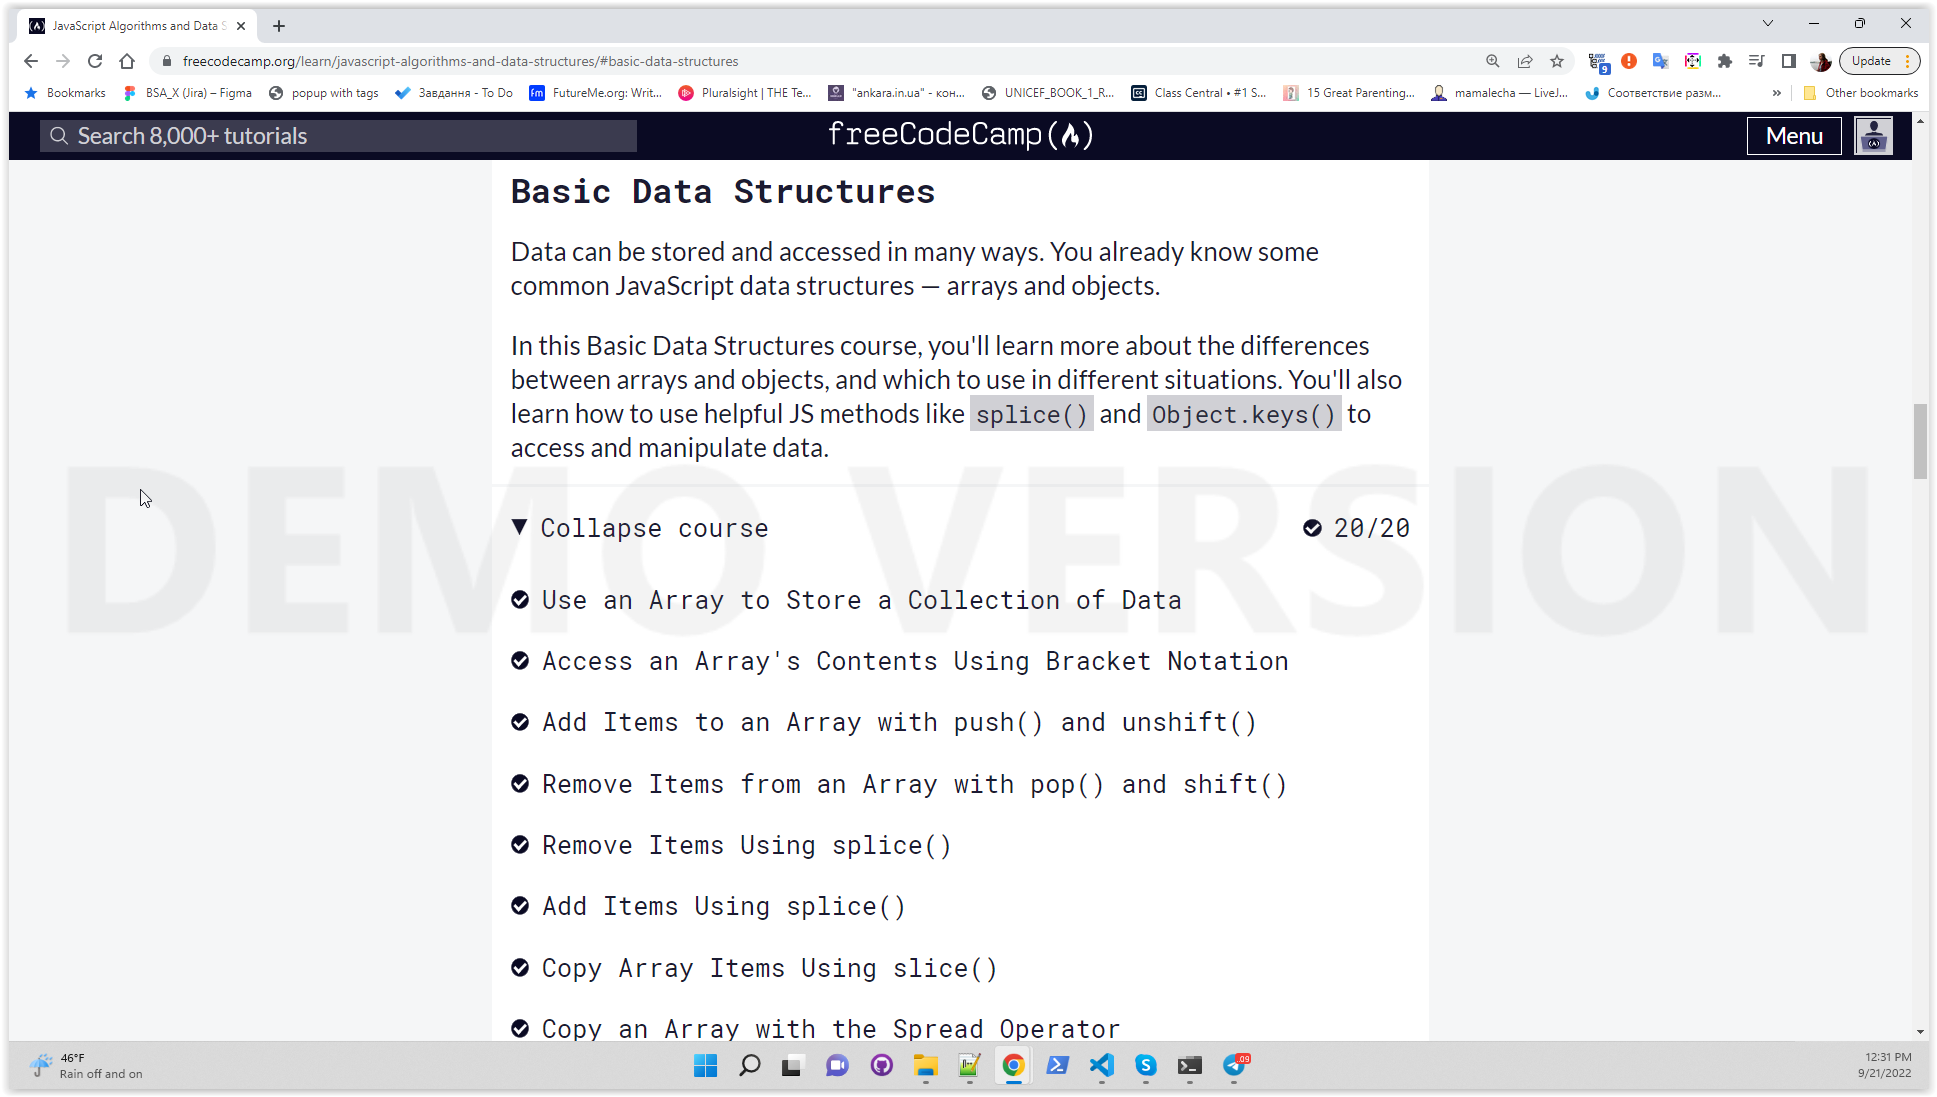 JavaScript Algorithms and Data S
freecodecamp.org/learn/javascript-algorithms-and-data-structures/#basic-data-structures
9
Update
Bookmarks
BSA_X (Jira) – Figma
popup with tags
Завдання - To Do
fm
FutureMe.org: Writ...
Pluralsight | THE Te...
"ankara.in.ua" - кон...
UNICEF_BOOK_1_R...
Class Central • #1 S...
15 Great Parenting...
mamalecha — LiveJ...
Соответствие разм...
»
Other bookmarks
Search 8,000+ tutorials
freeCodeCamp
Menu
Basic Data Structures
Data can be stored and accessed in many ways. You already know some
common JavaScript data structures — arrays and objects.
In this Basic Data Structures course, you'll learn more about the differences
between arrays and objects, and which to use in different situations. You'll also
learn how to use helpful JS methods like splice() and Object.keys() to
access and manipulate data.
DEMO VERSION
Collapse course
20/20
Use an Array to Store a Collection of Data
Access an Array's Contents Using Bracket Notation
Add Items to an Array with push() and unshift()
Remove Items from an Array with pop() and shift()
Remove Items Using splice()
Add Items Using splice()
Copy Array Items Using slice()
Copy an Array with the Spread Operator
46°F
Rain off and on
12:31 PM
9/21/2022